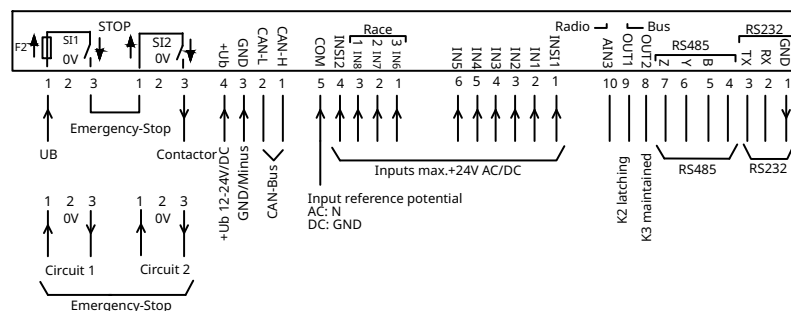 STOP
F2
SI1
0V
SI2
0V
+Ub
GND
CAN-L
CAN-H
COM
INSI2
Race
1 IN8
2 IN7
3 IN6
IN5
IN4
IN3
IN2
IN1
INSI1
Radio
Bus
AIN3
OUT1
OUT2
RS485
Z
Y
B
RS232
TX
RX
GND
1 2 3 1 2 3 4 3 2 1 5 4 3 2 1 6 5 4 3 2 1 10 9 8 7 6 5 4 3 2 1
Emergency-Stop
UB
Contactor
+Ub 12-24V/DC
GND/Minus
CAN-Bus
Inputs max.+24V AC/DC
Input reference potential
AC: N
DC: GND
K2 latching
K3 maintained
RS485
RS232
1 2 3 1 2 3
0V 0V
Circuit 1 Circuit 2
Emergency-Stop